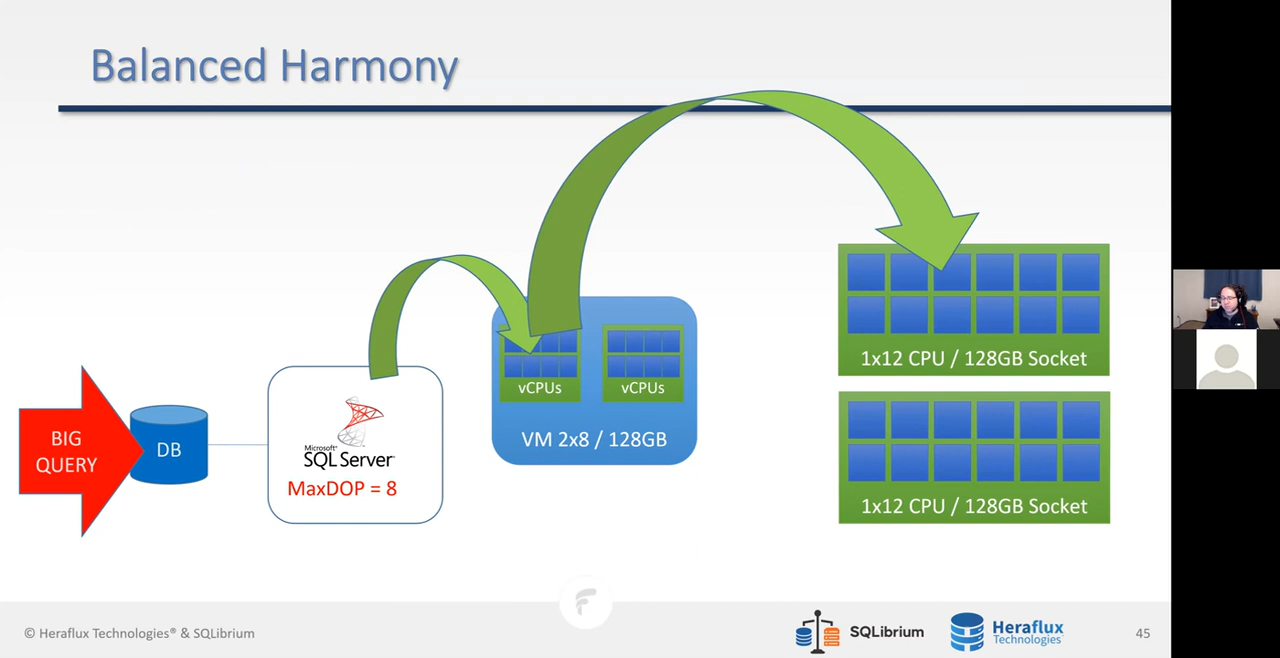 Balanced Harmony
BIG
QUERY
DB
Microsoft®
SQL Server
MaxDOP = 8
vCPUs
vCPUs
VM 2x8 / 128GB
1x12 CPU / 128GB Socket
1x12 CPU / 128GB Socket
© Heraflux Technologies® & SQLibrium
SQLibrium
Heraflux
Technologies
45